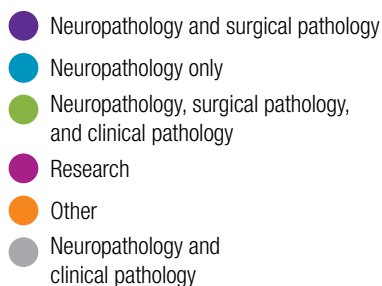 Neuropathology and surgical pathology
Neuropathology only
Neuropathology, surgical pathology,
and clinical pathology
Research
Other
Neuropathology and
clinical pathology